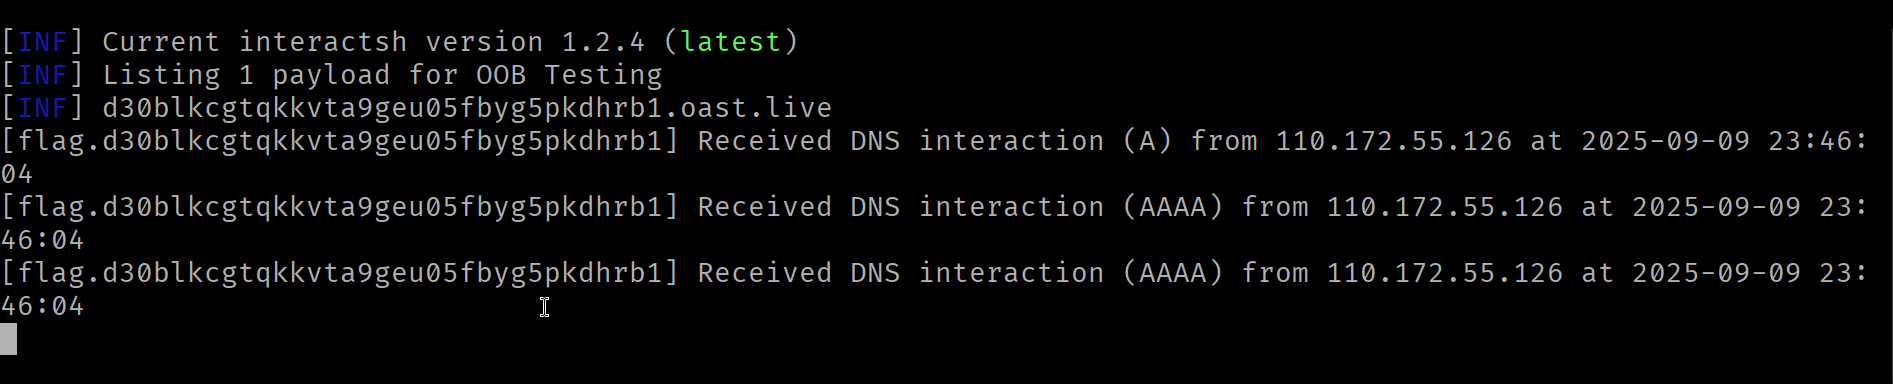 [INF] Current interactsh version 1.2.4 (latest)
[INF] Listing 1 payload for OOB Testing
[INF] d30blkcgtqkkvta9geu05fbyg5pkdhrb1.oast.live
[flag.d30blkcgtqkkvta9geu05fbyg5pkdhrb1] Received DNS interaction (A) from 110.172.55.126 at 2025-09-09 23:46:
04
[flag.d30blkcgtqkkvta9geu05fbyg5pkdhrb1] Received DNS interaction (AAAA) from 110.172.55.126 at 2025-09-09 23:
46:04
[flag.d30blkcgtqkkvta9geu05fbyg5pkdhrb1] Received DNS interaction (AAAA) from 110.172.55.126 at 2025-09-09 23:
46:04